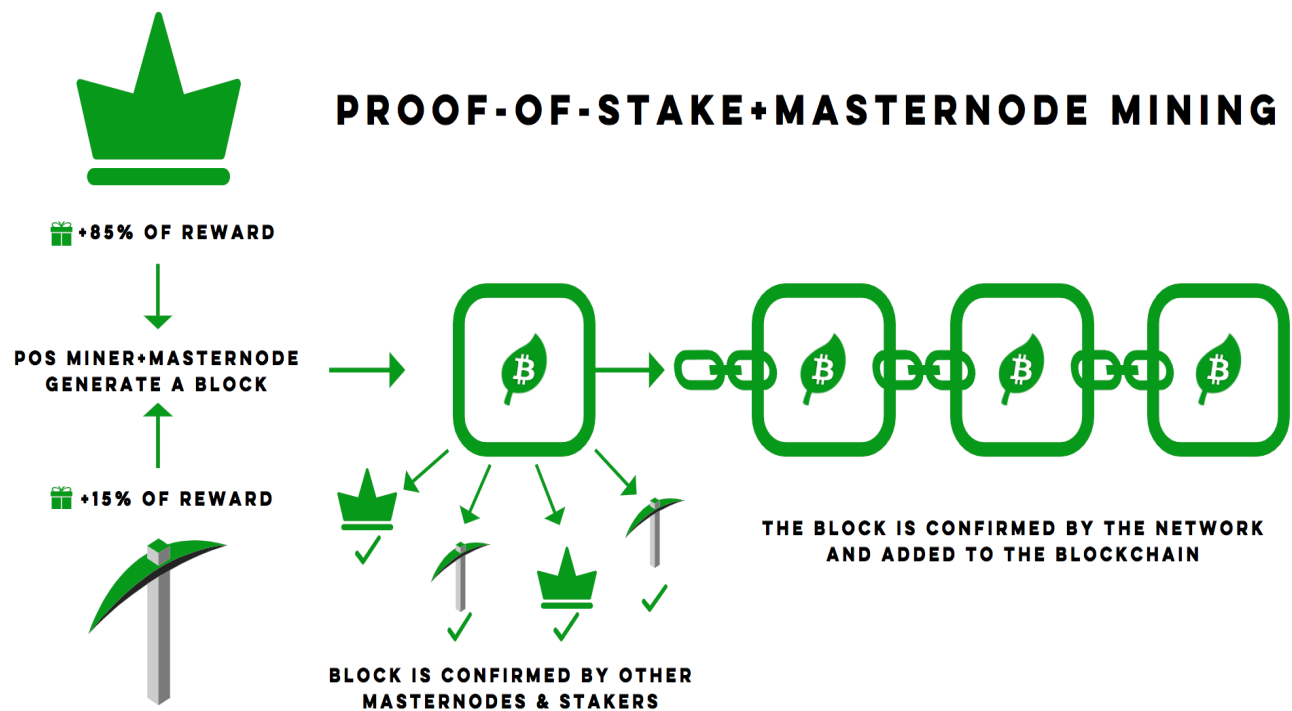 PROOF-OF-STAKE+MASTERNODE MINING
+85% OF REWARD
POS MINER+MASTERNODE
GENERATE A BLOCK
+15% OF REWARD
BLOCK IS CONFIRMED BY OTHER
MASTERNODES & STAKERS
THE BLOCK IS CONFIRMED BY THE NETWORK
AND ADDED TO THE BLOCKCHAIN